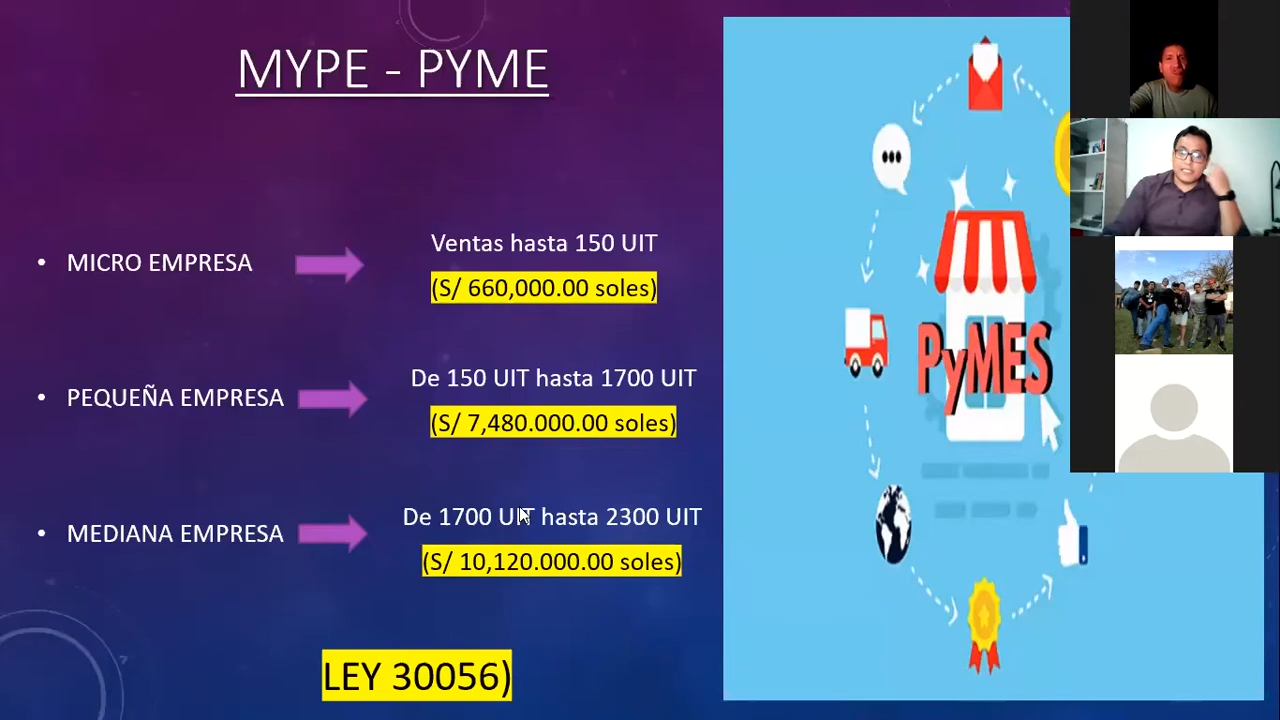 MYPE - PYME
• MICRO EMPRESA
Ventas hasta 150 UIT
(S/ 660,000.00 soles)
• PEQUEÑA EMPRESA
De 150 UIT hasta 1700 UIT
(S/ 7,480.000.00 soles)
• MEDIANA EMPRESA
De 1700 UIT hasta 2300 UIT
(S/ 10,120.000.00 soles)
LEY 30056)
PyMES